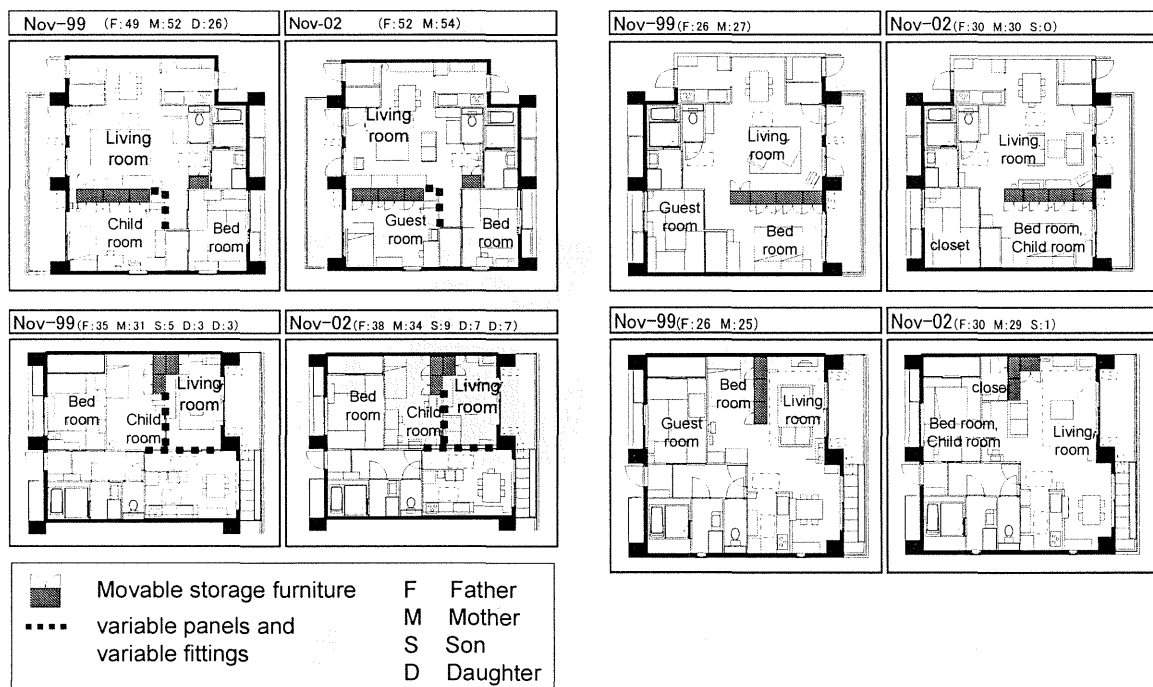 Nov-99 (F:49 M:52 D:26)
Living
room
Child
room
Bed
room
Nov-02 (F:52 M:54)
Living
room
Guest
room
Bed
room
Nov-99(F:26 M:27)
Living
room
Guest
room
Bed
room
Nov-02(F:30 M:30 S:0)
Living
room
closet
Bed room,
Child room
Nov-99(F:35 M:31 S:5 D:3 D:3)
Bed
room
Child
room
Living
room
Nov-02(F:38 M:34 S:9 D:7 D:7)
Bed
room
Child
room
Living
room
Nov-99(F:26 M:25)
Bed
room
Guest
room
Living
room
Nov-02(F:30 M:29 S:1)
closet
Bed room,
Child room
Living
room
Movable storage furniture
variable panels and
variable fittings
F Father
M Mother
S Son
D Daughter